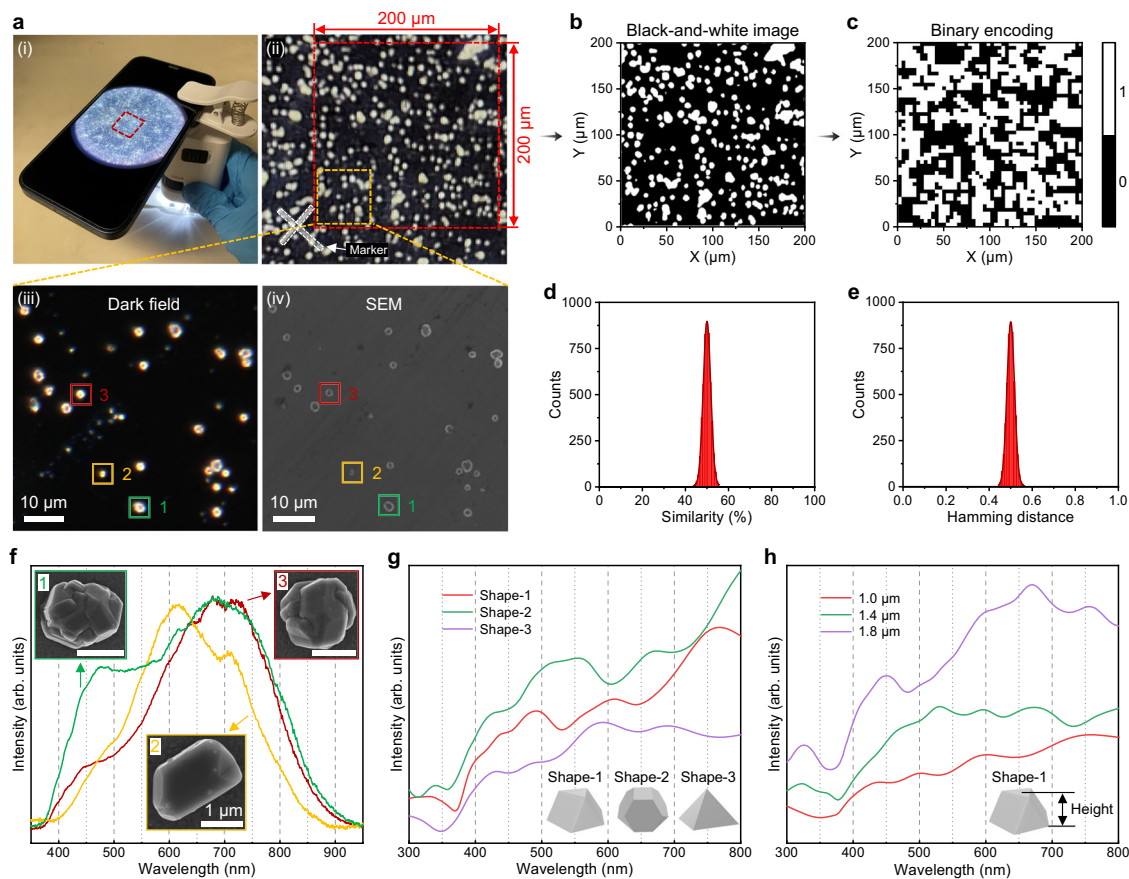 a
(i)
(ii)
200 µm
200 µm
Marker
b
Black-and-white image
200
150
100
50
0
Y (µm)
0 50 100 150 200
X (µm)
c
Binary encoding
200
150
100
50
0
Y (µm)
0 50 100 150 200
X (µm)
1
0
(iii)
Dark field
3
2
1
10 µm
(iv)
SEM
3
2
1
10 µm
d
1000
750
500
250
0
Counts
0 20 40 60 80 100
Similarity (%)
e
1000
750
500
250
0
Counts
0.0 0.2 0.4 0.6 0.8 1.0
Hamming distance
f
Intensity (arb. units)
1
3
2
1 µm
400 500 600 700 800 900
Wavelength (nm)
g
Intensity (arb. units)
Shape-1
Shape-2
Shape-3
Shape-1 Shape-2 Shape-3
300 400 500 600 700 800
Wavelength (nm)
h
Intensity (arb. units)
1.0 µm
1.4 µm
1.8 µm
Shape-1
Height
300 400 500 600 700 800
Wavelength (nm)